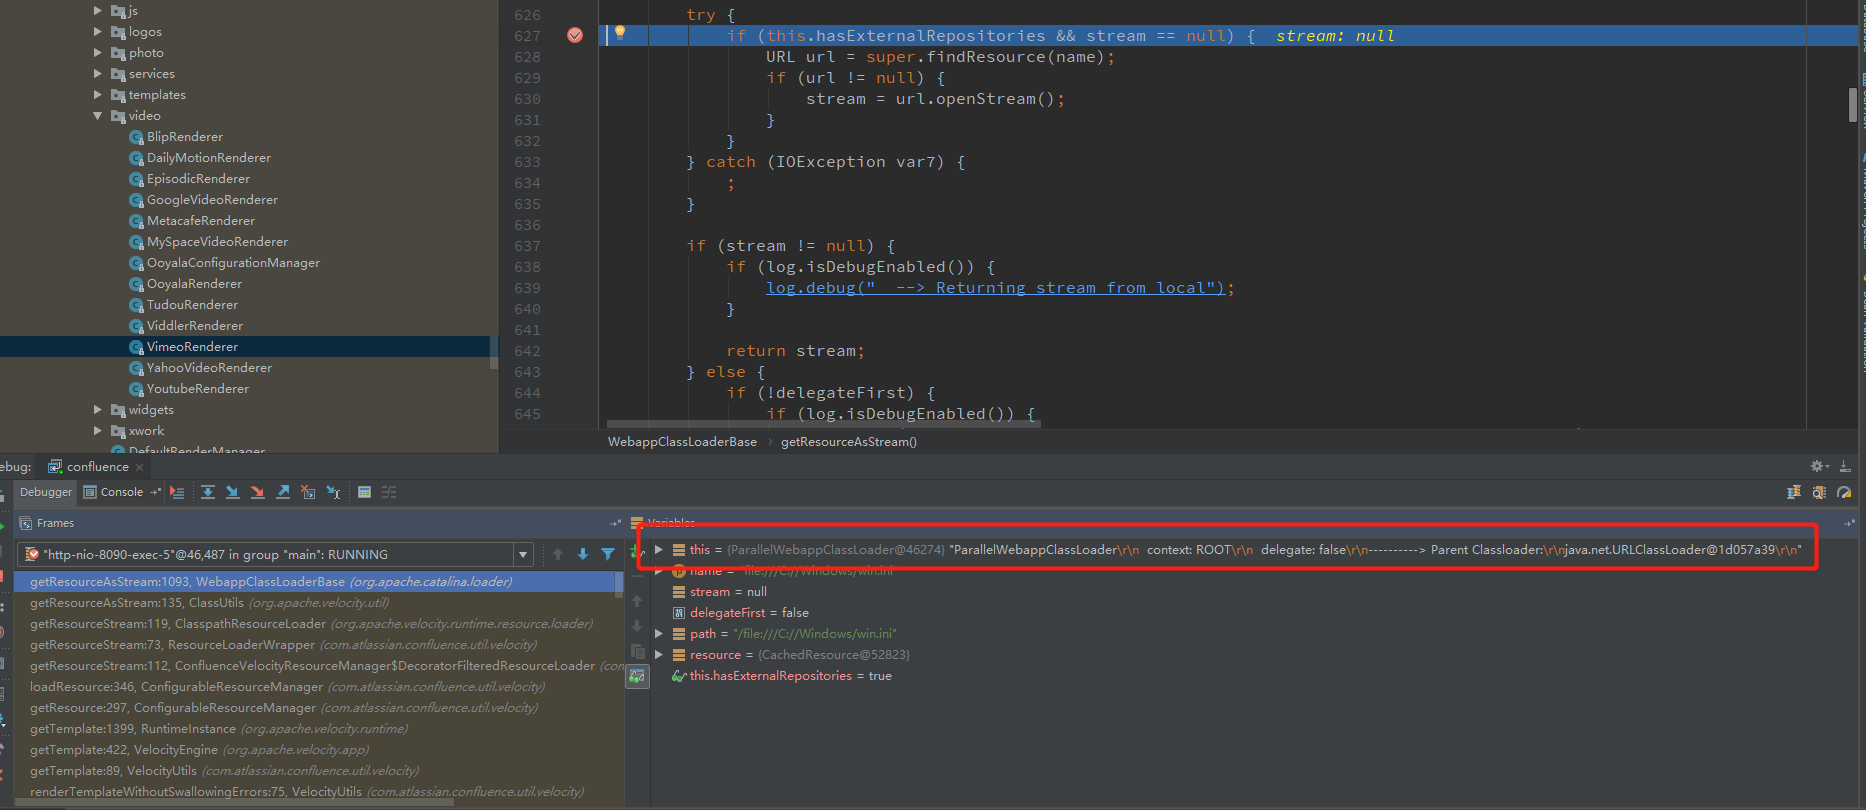 js
logos
photo
services
templates
video
BlipRenderer
DailyMotionRenderer
EpisodicRenderer
GoogleVideoRenderer
MetacafeRenderer
MySpaceVideoRenderer
OoyalaConfigurationManager
OoyalaRenderer
TudouRenderer
ViddlerRenderer
VimeoRenderer
YahooVideoRenderer
YoutubeRenderer
widgets
xwork
DefaultRenderManager
626 try {
627 if (this.hasExternalRepositories && stream == null) { stream: null
628 URL url = super.findResource(name);
629 if (url != null) {
630 stream = url.openStream();
631 }
632 }
633 } catch (IOException var7) {
634 ;
635 }
636
637 if (stream != null) {
638 if (log.isDebugEnabled()) {
639 log.debug("  --> Returning stream from local");
640 }
641
642 return stream;
643 } else {
644 if (!delegateFirst) {
645 if (log.isDebugEnabled()) {
WebappClassLoaderBase › getResourceAsStream()
ebug: confluence ×
Debugger Console
Frames
"http-nio-8090-exec-5"@46,487 in group "main": RUNNING
getResourceAsStream:1093, WebappClassLoaderBase (org.apache.catalina.loader)
getResourceAsStream:135, ClassUtils (org.apache.velocity.util)
getResourceStream:119, ClasspathResourceLoader (org.apache.velocity.runtime.resource.loader)
getResourceStream:73, ResourceLoaderWrapper (com.atlassian.confluence.util.velocity)
getResourceStream:112, ConfluenceVelocityResourceManager$DecoratorFilteredResourceLoader (com
loadResource:346, ConfigurableResourceManager (com.atlassian.confluence.util.velocity)
getResource:297, ConfigurableResourceManager (com.atlassian.confluence.util.velocity)
getTemplate:1399, RuntimeInstance (org.apache.velocity.runtime)
getTemplate:422, VelocityEngine (org.apache.velocity.app)
getTemplate:89, VelocityUtils (com.atlassian.confluence.util.velocity)
renderTemplateWithoutSwallowingErrors:75, VelocityUtils (com.atlassian.confluence.util.velocity)
Variables
this = {ParallelWebappClassLoader@46274} "ParallelWebappClassLoader\r\n  context: ROOT\r\n  delegate: false\r\n----------> Parent Classloader:\r\njava.net.URLClassLoader@1d057a39\r\n"
name = "file:///C://Windows/win.ini"
stream = null
delegateFirst = false
path = "/file:///C://Windows/win.ini"
resource = {CachedResource@52823}
this.hasExternalRepositories = true